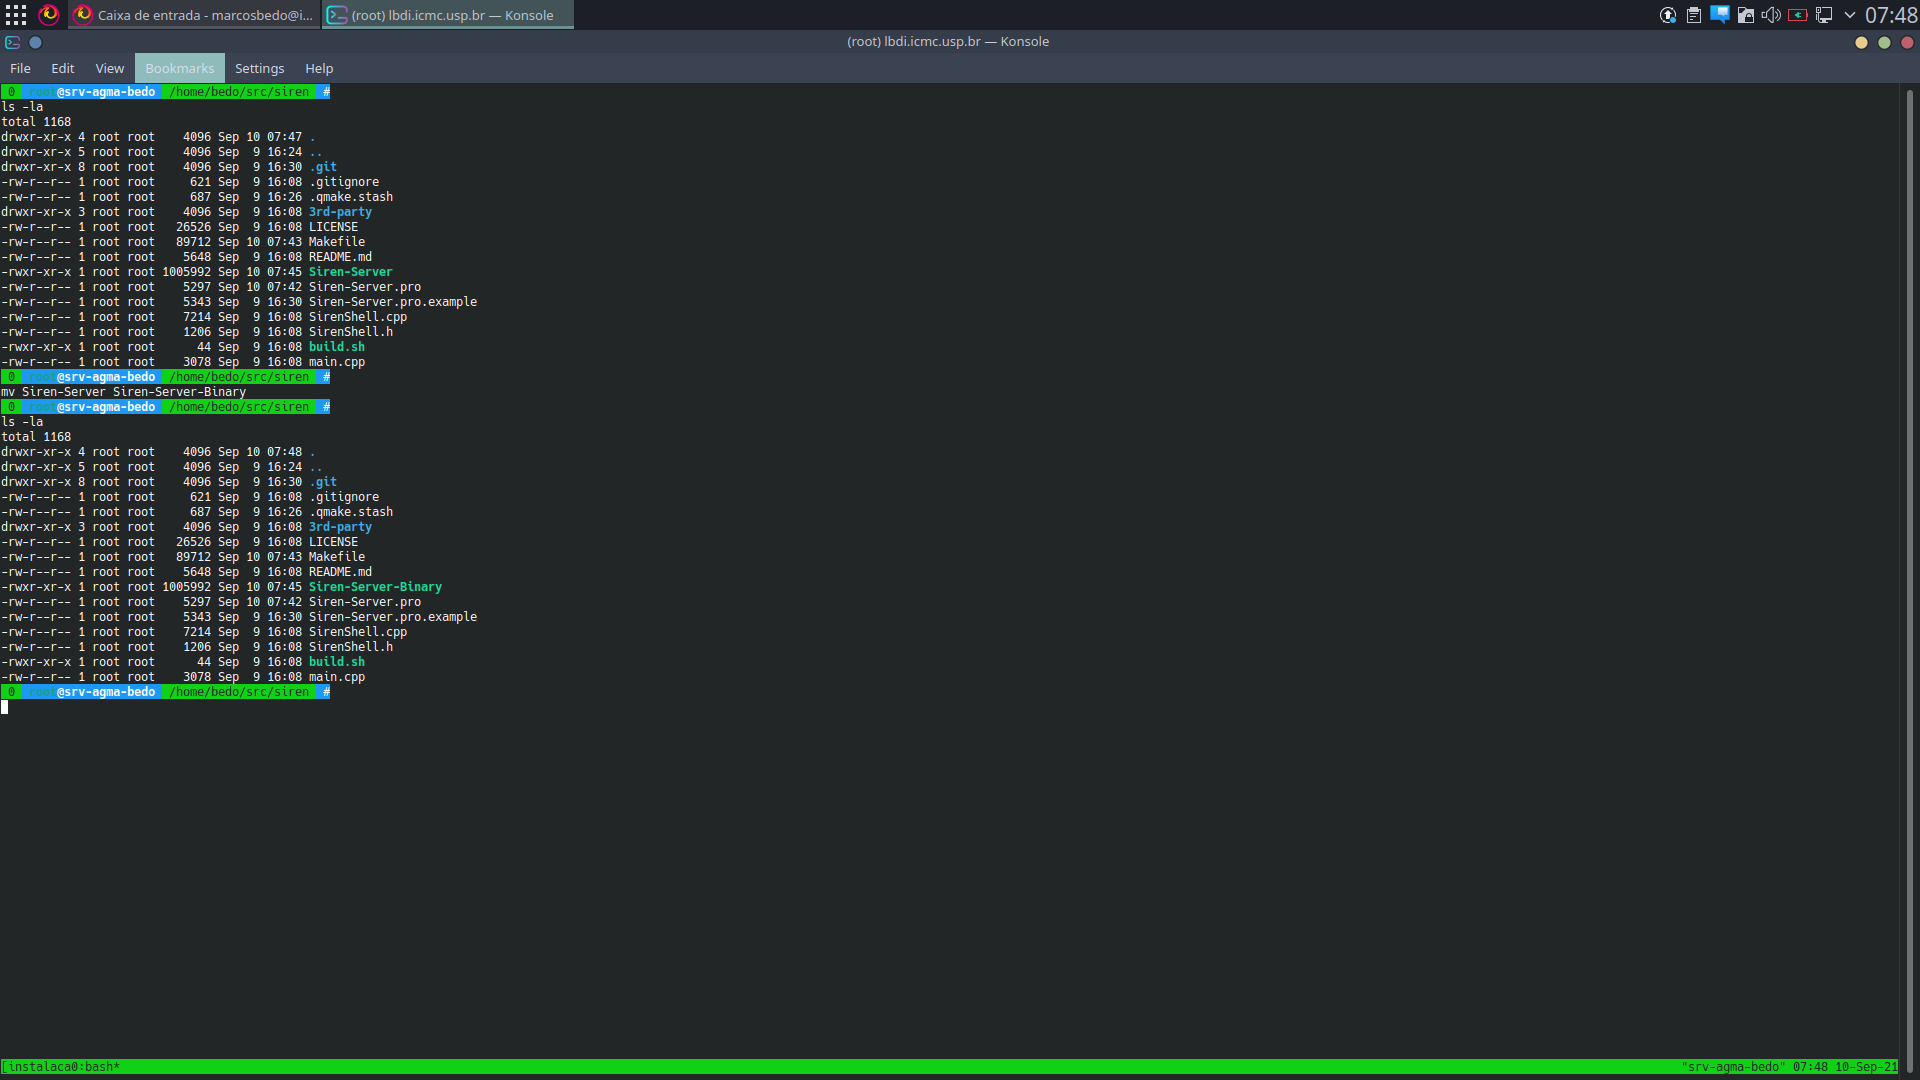 Caixa de entrada - marcosbedo@i...
(root) lbdi.icmc.usp.br — Konsole
07:48
(root) lbdi.icmc.usp.br — Konsole
File Edit View Bookmarks Settings Help
0 root@srv-agma-bedo /home/bedo/src/siren #
ls -la
total 1168
drwxr-xr-x 4 root root    4096 Sep 10 07:47 .
drwxr-xr-x 5 root root    4096 Sep  9 16:24 ..
drwxr-xr-x 8 root root    4096 Sep  9 16:30 .git
-rw-r--r-- 1 root root     621 Sep  9 16:08 .gitignore
-rw-r--r-- 1 root root     687 Sep  9 16:26 .qmake.stash
drwxr-xr-x 3 root root    4096 Sep  9 16:08 3rd-party
-rw-r--r-- 1 root root   26526 Sep  9 16:08 LICENSE
-rw-r--r-- 1 root root   89712 Sep 10 07:43 Makefile
-rw-r--r-- 1 root root    5648 Sep  9 16:08 README.md
-rwxr-xr-x 1 root root 1005992 Sep 10 07:45 Siren-Server
-rw-r--r-- 1 root root    5297 Sep 10 07:42 Siren-Server.pro
-rw-r--r-- 1 root root    5343 Sep  9 16:30 Siren-Server.pro.example
-rw-r--r-- 1 root root    7214 Sep  9 16:08 SirenShell.cpp
-rw-r--r-- 1 root root    1206 Sep  9 16:08 SirenShell.h
-rwxr-xr-x 1 root root      44 Sep  9 16:08 build.sh
-rw-r--r-- 1 root root    3078 Sep  9 16:08 main.cpp
0 root@srv-agma-bedo /home/bedo/src/siren #
mv Siren-Server Siren-Server-Binary
0 root@srv-agma-bedo /home/bedo/src/siren #
ls -la
total 1168
drwxr-xr-x 4 root root    4096 Sep 10 07:48 .
drwxr-xr-x 5 root root    4096 Sep  9 16:24 ..
drwxr-xr-x 8 root root    4096 Sep  9 16:30 .git
-rw-r--r-- 1 root root     621 Sep  9 16:08 .gitignore
-rw-r--r-- 1 root root     687 Sep  9 16:26 .qmake.stash
drwxr-xr-x 3 root root    4096 Sep  9 16:08 3rd-party
-rw-r--r-- 1 root root   26526 Sep  9 16:08 LICENSE
-rw-r--r-- 1 root root   89712 Sep 10 07:43 Makefile
-rw-r--r-- 1 root root    5648 Sep  9 16:08 README.md
-rwxr-xr-x 1 root root 1005992 Sep 10 07:45 Siren-Server-Binary
-rw-r--r-- 1 root root    5297 Sep 10 07:42 Siren-Server.pro
-rw-r--r-- 1 root root    5343 Sep  9 16:30 Siren-Server.pro.example
-rw-r--r-- 1 root root    7214 Sep  9 16:08 SirenShell.cpp
-rw-r--r-- 1 root root    1206 Sep  9 16:08 SirenShell.h
-rwxr-xr-x 1 root root      44 Sep  9 16:08 build.sh
-rw-r--r-- 1 root root    3078 Sep  9 16:08 main.cpp
0 root@srv-agma-bedo /home/bedo/src/siren #
[instalaca0:bash* "srv-agma-bedo" 07:48 10-Sep-21